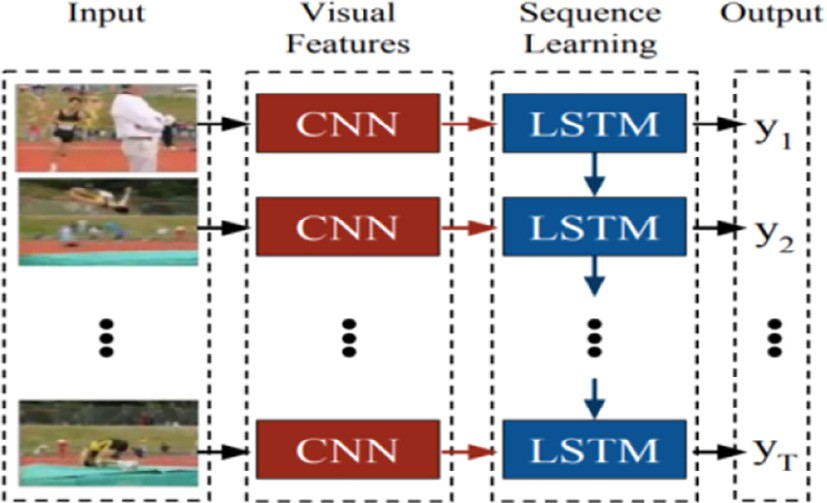 Input
Visual
Features
Sequence
Learning
Output
CNN
LSTM
y1
CNN
LSTM
y2
CNN
LSTM
yT